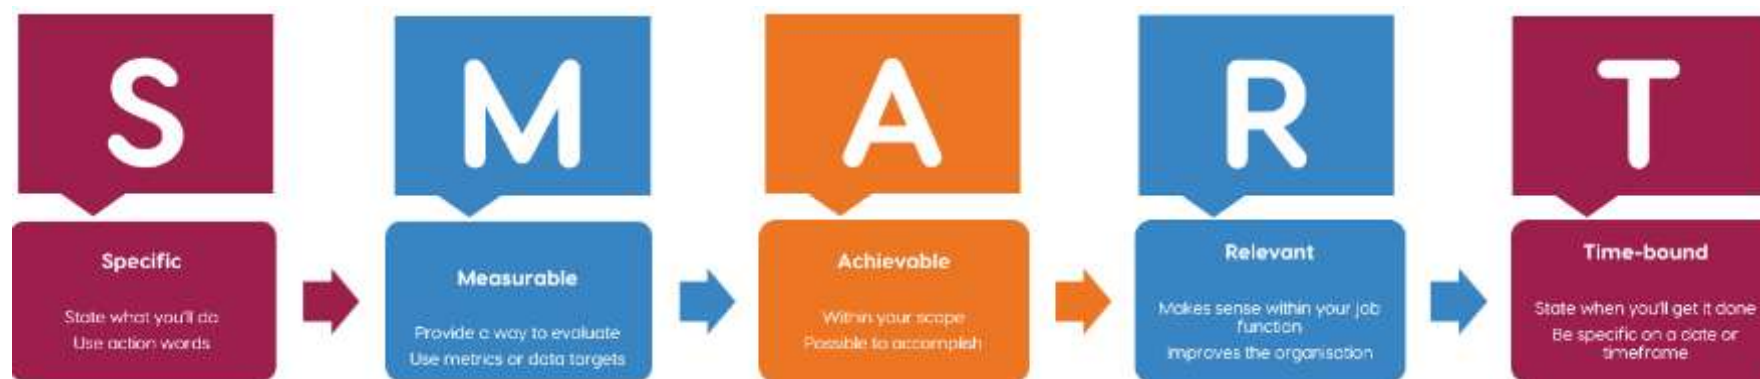 S
M
A
R
T
Specific
State what you'll do
Use action words
Measurable
Provide a way to evaluate
Use metrics or data targets
Achievable
Within your scope
Possible to accomplish
Relevant
Makes sense within your job
function
Improves the organisation
Time-bound
State when you'll get it done
Be specific on a date or
timeframe